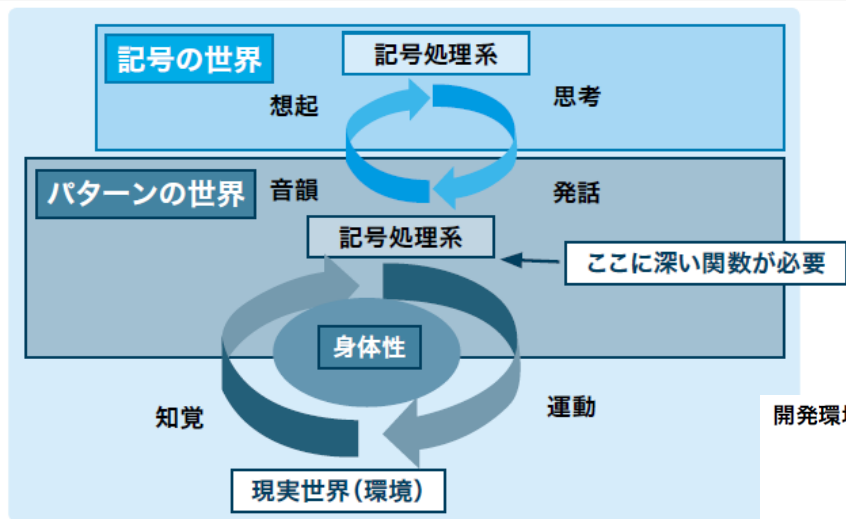 記号の世界
記号処理系
想起
思考
パターンの世界
音韻
発話
記号処理系
ここに深い関数が必要
身体性
知覚
運動
開発環
現実世界(環境)